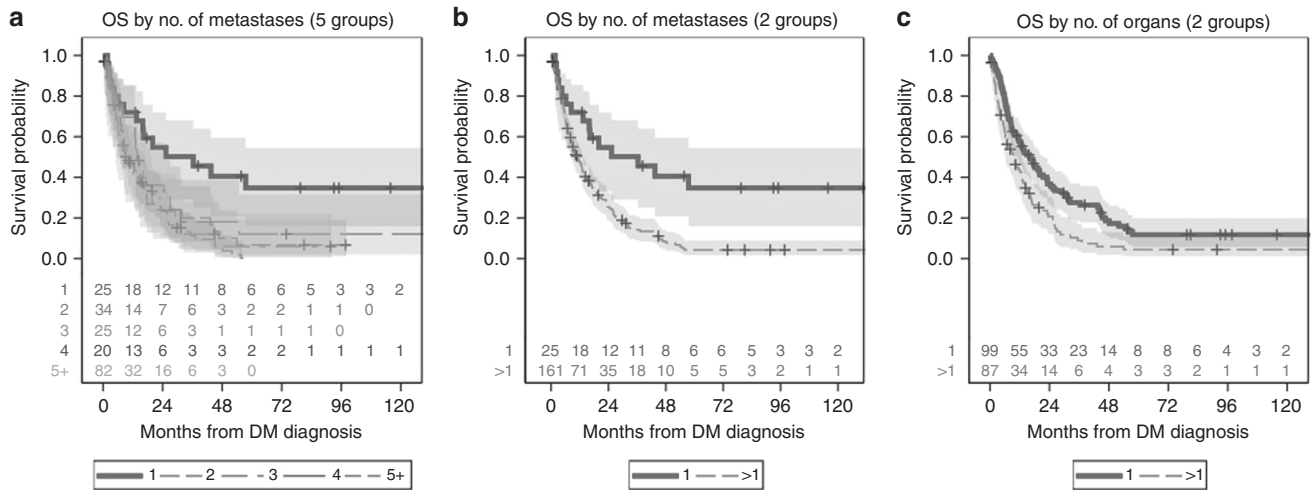 a
OS by no. of metastases (5 groups)
Survival probability
1.0
0.8
0.6
0.4
0.2
0.0
1 25 18 12 11 8 6 6 5 3 3 2
2 34 14 7 6 3 2 2 1 1 0
3 25 12 6 3 1 1 1 1 0
4 20 13 6 3 3 2 2 1 1 1 1
5+ 82 32 16 6 3 0
0 24 48 72 96 120
Months from DM diagnosis
1 2 3 4 5+
b
OS by no. of metastases (2 groups)
Survival probability
1.0
0.8
0.6
0.4
0.2
0.0
1 25 18 12 11 8 6 6 5 3 3 2
>1 161 71 35 18 10 5 5 3 2 1 1
0 24 48 72 96 120
Months from DM diagnosis
1 >1
c
OS by no. of organs (2 groups)
Survival probability
1.0
0.8
0.6
0.4
0.2
0.0
1 99 55 33 23 14 8 8 6 4 3 2
>1 87 34 14 6 4 3 3 2 1 1 1
0 24 48 72 96 120
Months from DM diagnosis
1 >1